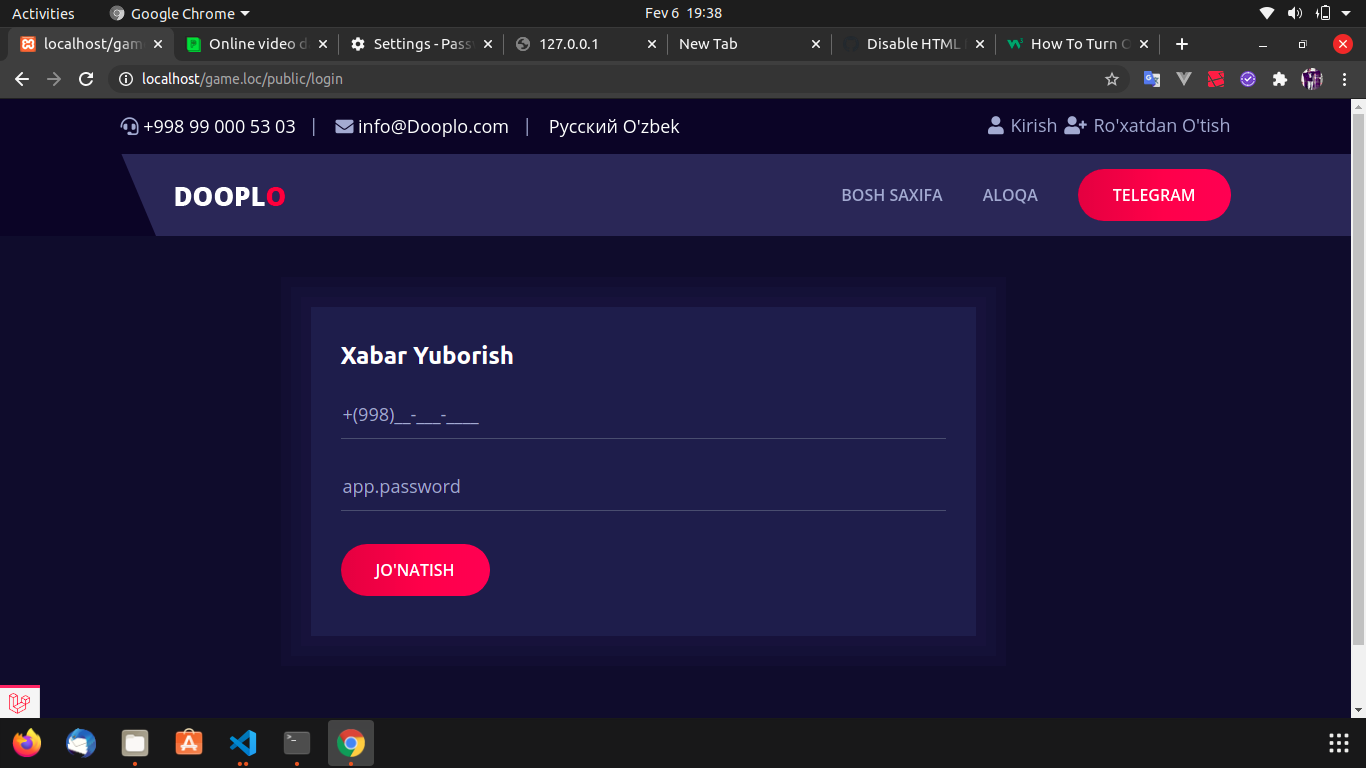 Activities Google Chrome Fev 6 19:38
localhost/gam Online video d Settings - Pass 127.0.0.1 New Tab Disable HTML How To Turn O
localhost/game.loc/public/login
+998 99 000 53 03 | info@Dooplo.com | Русский O'zbek Kirish Ro'xatdan O'tish
DOOPLO BOSH SAXIFA ALOQA TELEGRAM
Xabar Yuborish
+(998)__-___-____
app.password
JO'NATISH